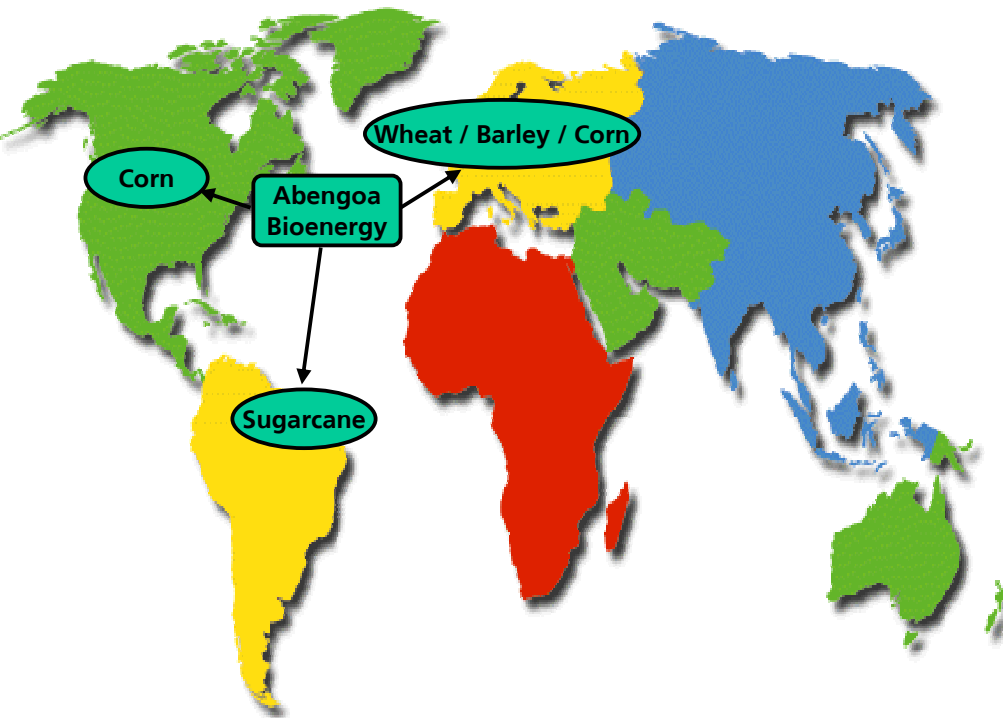 Wheat / Barley / Corn
Corn
Abengoa
Bioenergy
Sugarcane